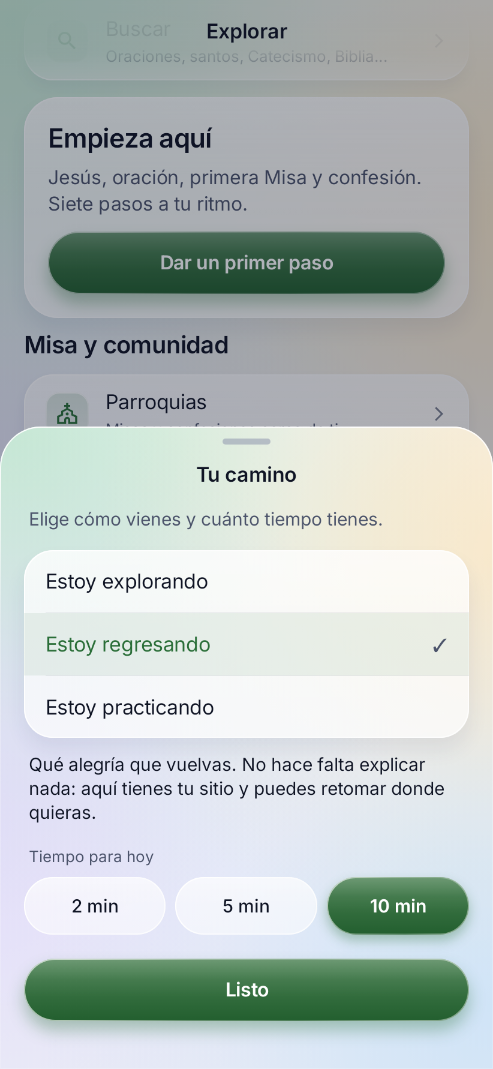 Buscar
Explorar
Oraciones, santos, Catecismo, Biblia...
Empieza aquí
Jesús, oración, primera Misa y confesión.
Siete pasos a tu ritmo.
Dar un primer paso
Misa y comunidad
Parroquias
Tu camino
Elige cómo vienes y cuánto tiempo tienes.
Estoy explorando
Estoy regresando ✓
Estoy practicando
Qué alegría que vuelvas. No hace falta explicar
nada: aquí tienes tu sitio y puedes retomar donde
quieras.
Tiempo para hoy
2 min
5 min
10 min
Listo